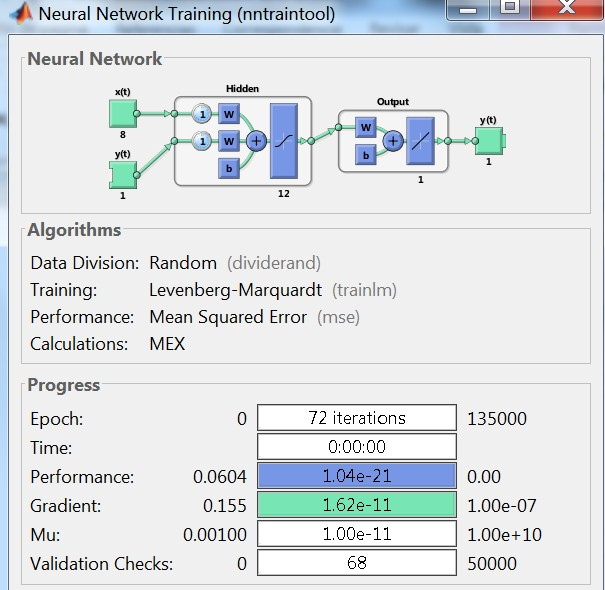 Neural Network Training (nntraintool)
Neural Network
Hidden
x(t)
8
1 W
y(t)
1
1 W
b
+
12
Output
W
b
+
1
y(t)
1
Algorithms
Data Division: Random (dividerand)
Training: Levenberg-Marquardt (trainlm)
Performance: Mean Squared Error (mse)
Calculations: MEX
Progress
Epoch: 0 72 iterations 135000
Time: 0:00:00
Performance: 0.0604 1.04e-21 0.00
Gradient: 0.155 1.62e-11 1.00e-07
Mu: 0.00100 1.00e-11 1.00e+10
Validation Checks: 0 68 50000